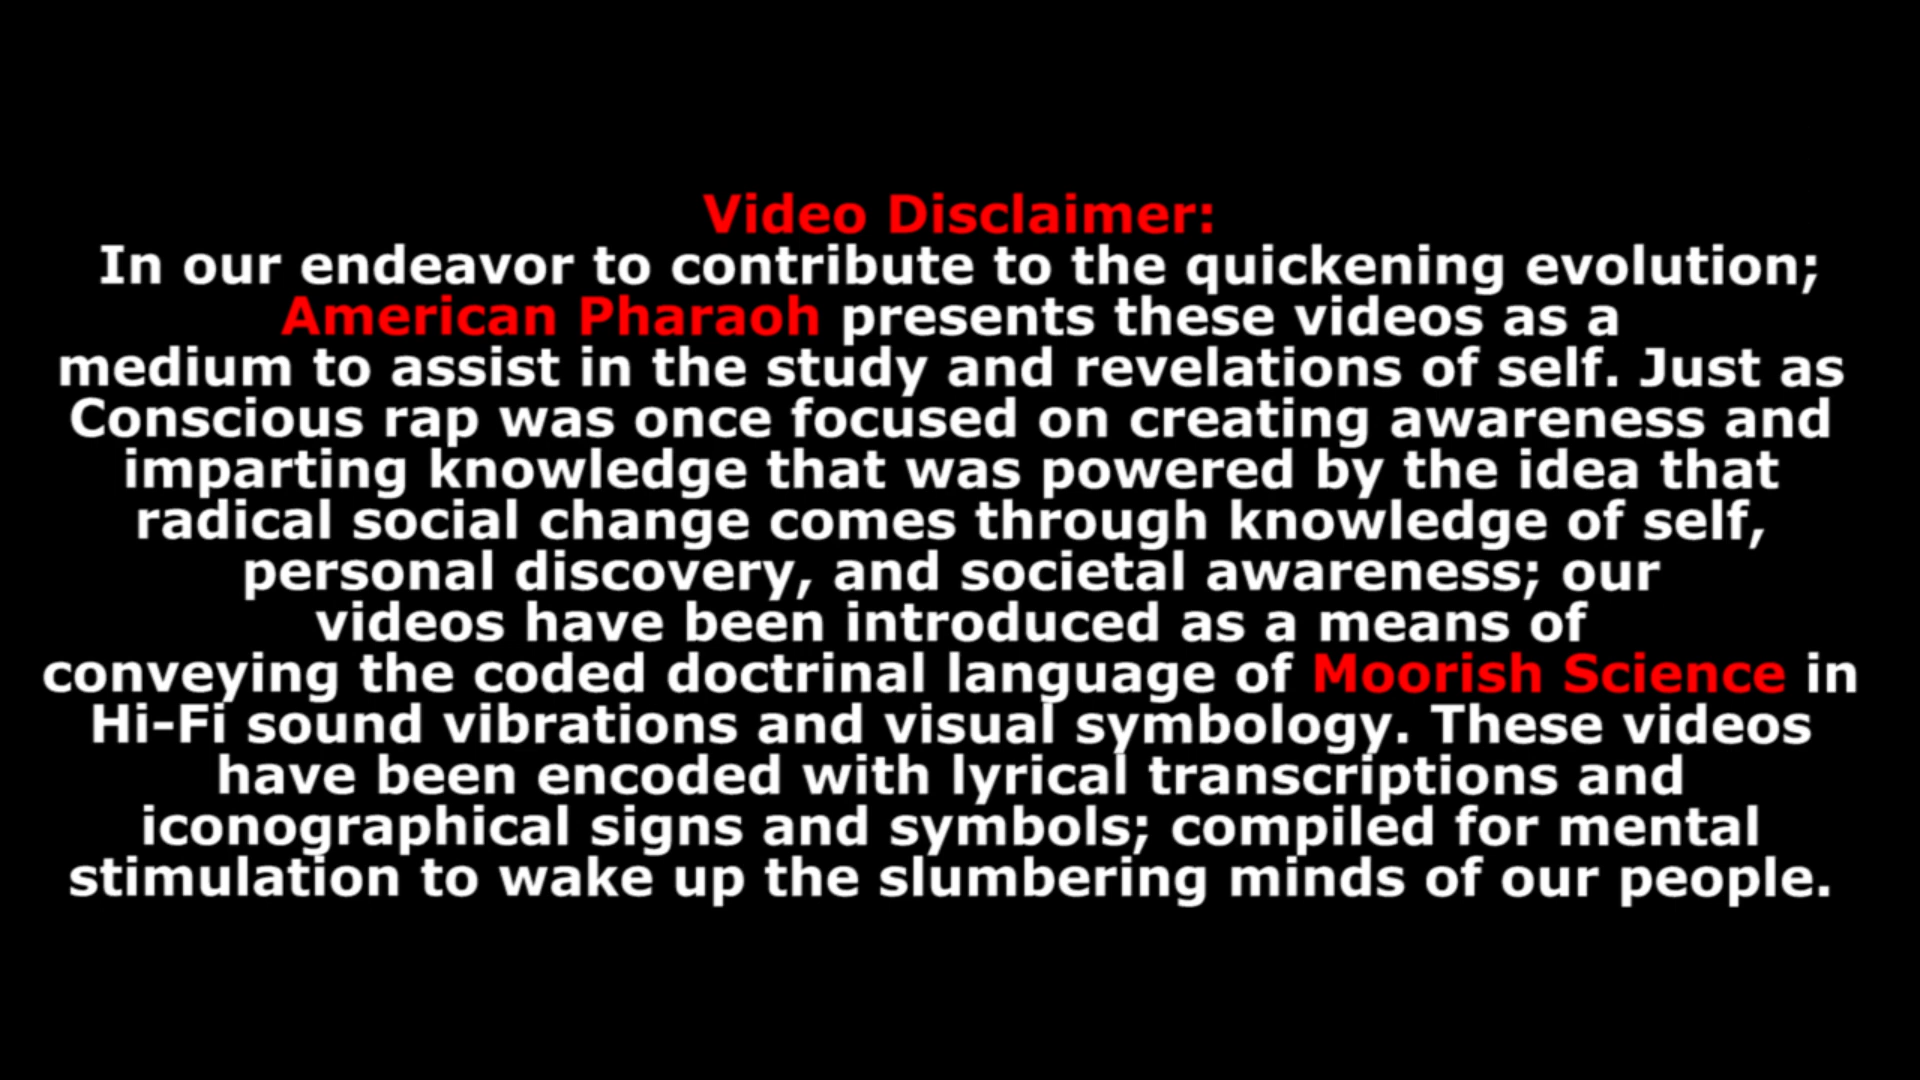 Video Disclaimer:
In our endeavor to contribute to the quickening evolution;
American Pharaoh presents these videos as a
medium to assist in the study and revelations of self. Just as
Conscious rap was once focused on creating awareness and
imparting knowledge that was powered by the idea that
radical social change comes through knowledge of self,
personal discovery, and societal awareness; our
videos have been introduced as a means of
conveying the coded doctrinal language of Moorish Science in
Hi-Fi sound vibrations and visual symbology. These videos
have been encoded with lyrical transcriptions and
iconographical signs and symbols; compiled for mental
stimulation to wake up the slumbering minds of our people.